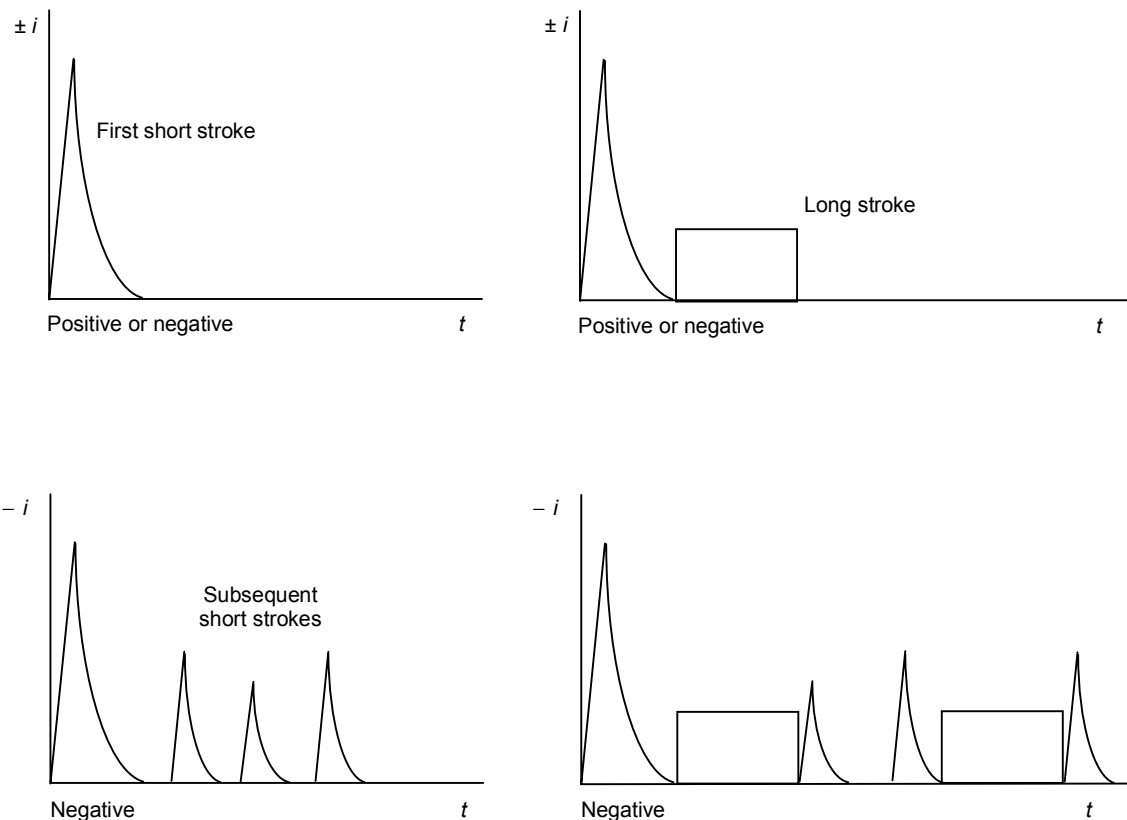 ± i
First short stroke
Positive or negative
t
± i
Long stroke
Positive or negative
t
– i
Subsequent
short strokes
Negative
t
– i
Negative
t